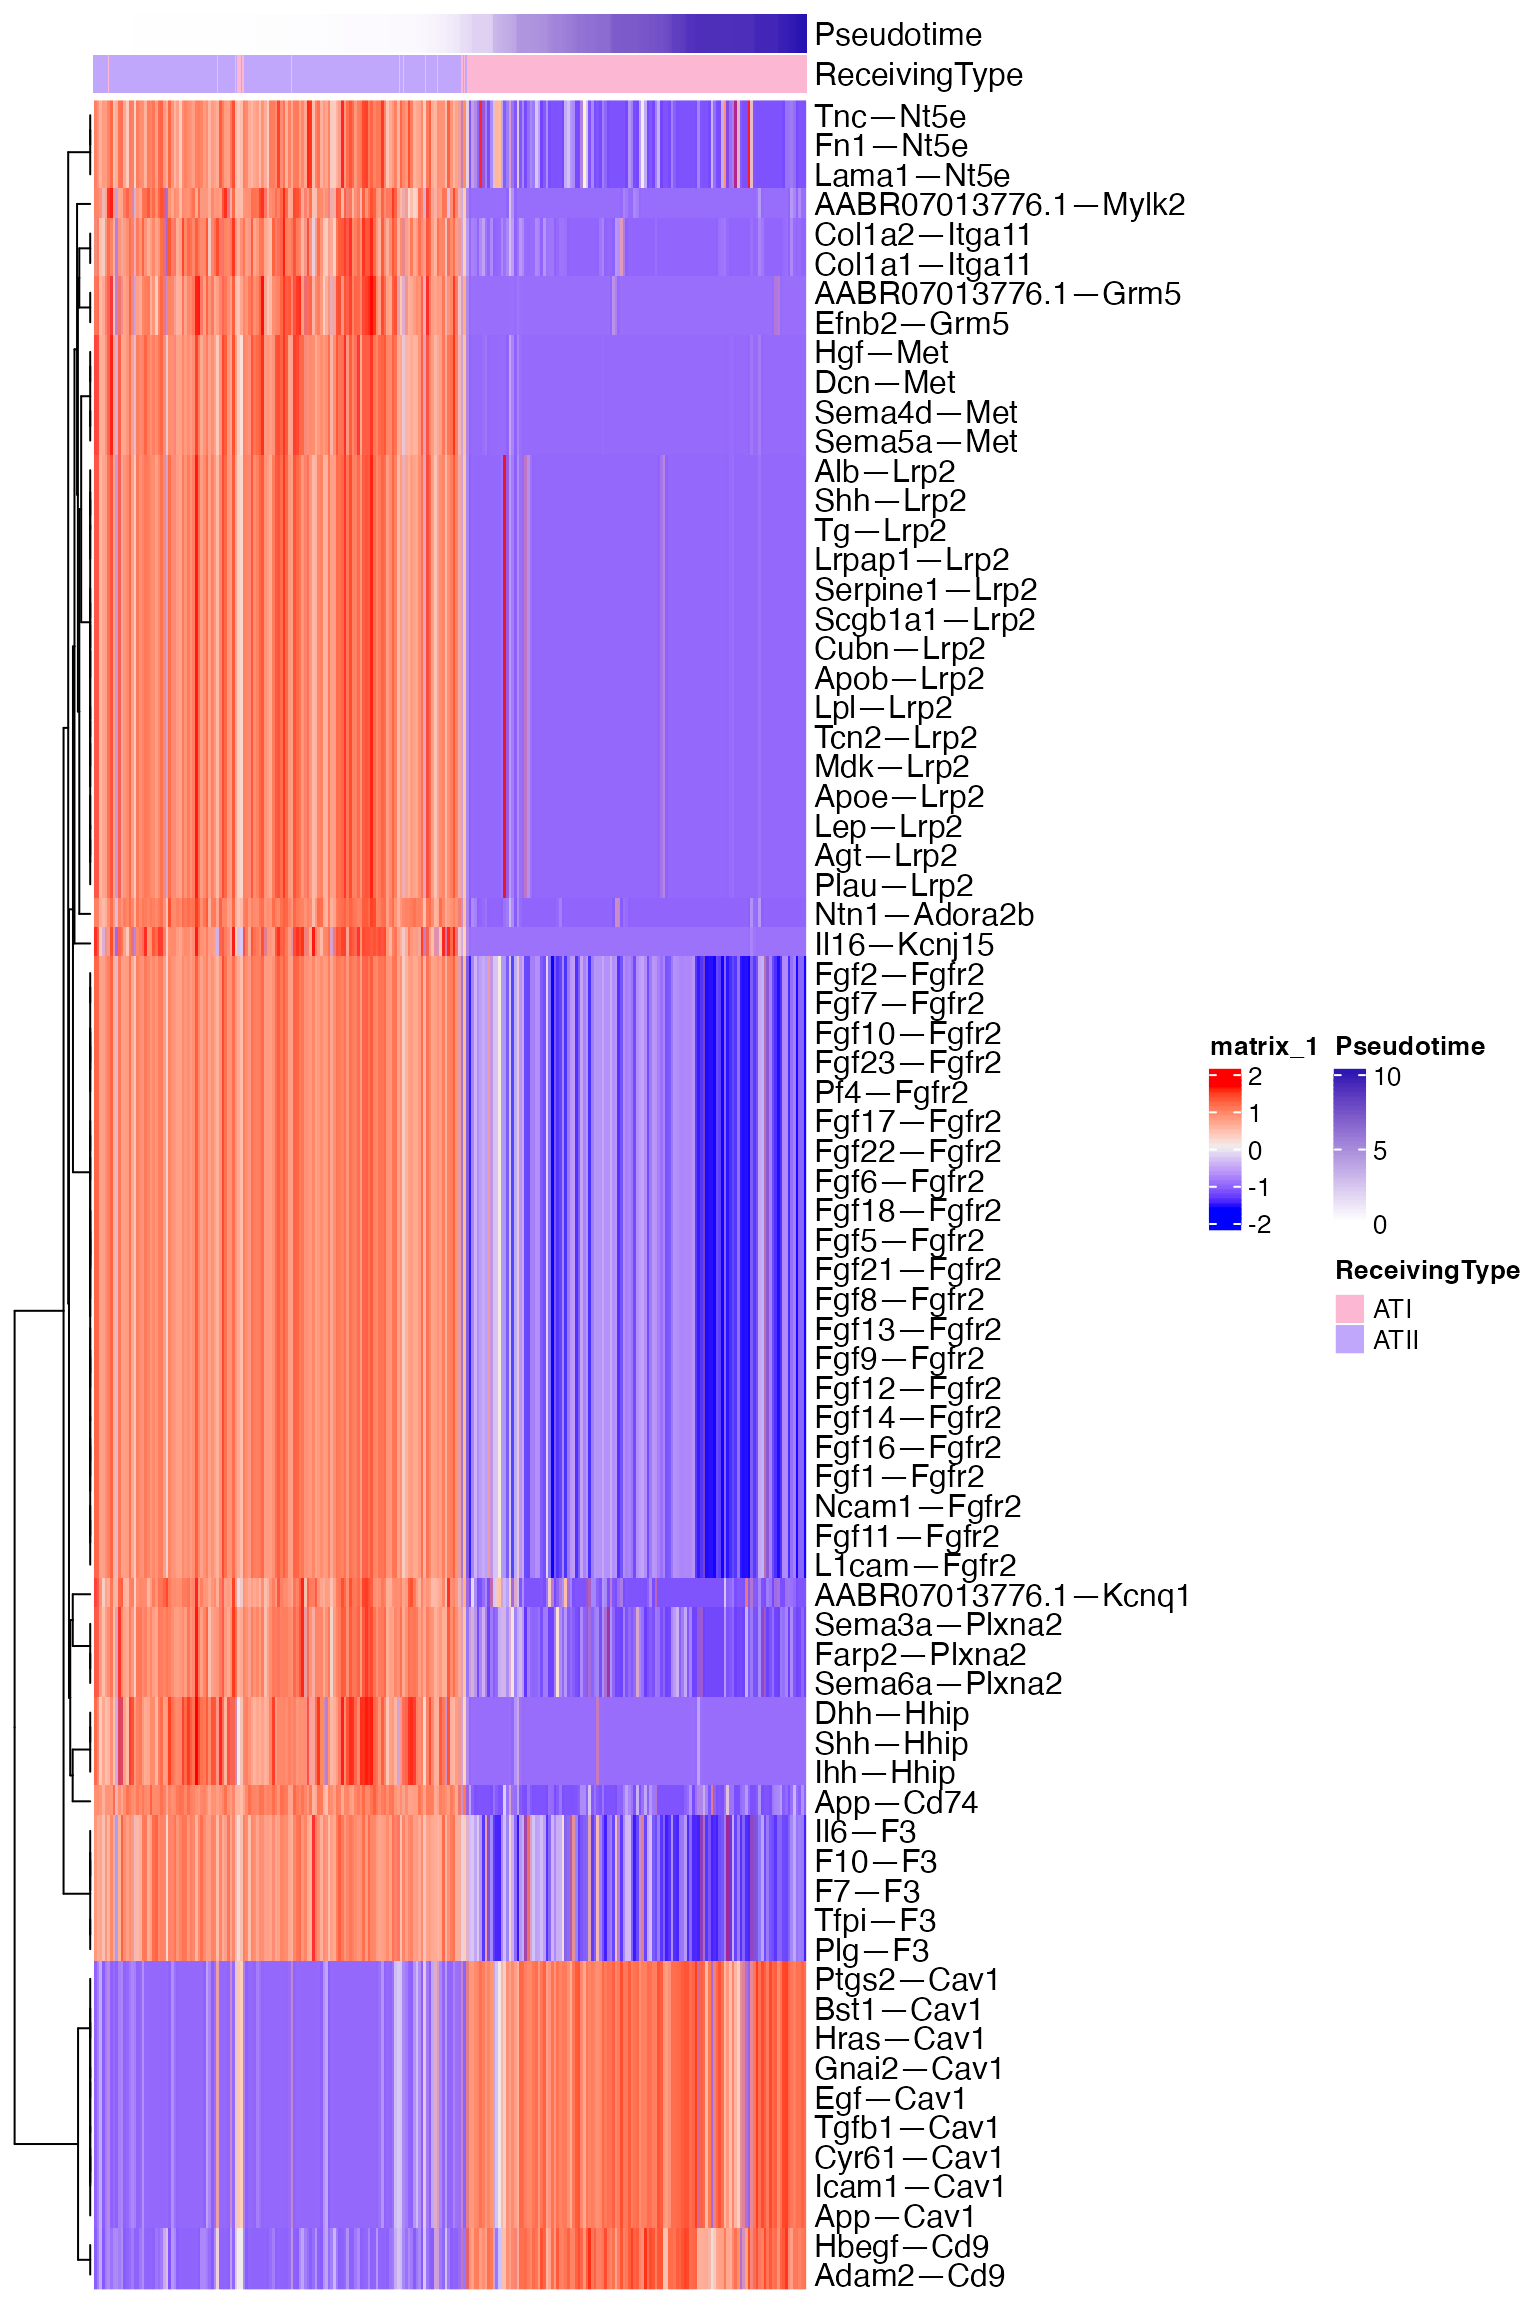 Pseudotime
ReceivingType
Tnc—Nt5e
Fn1—Nt5e
Lama1—Nt5e
AABR07013776.1—Mylk2
Col1a2—Itga11
Col1a1—Itga11
AABR07013776.1—Grm5
Efnb2—Grm5
Hgf—Met
Dcn—Met
Sema4d—Met
Sema5a—Met
Alb—Lrp2
Shh—Lrp2
Tg—Lrp2
Lrpap1—Lrp2
Serpine1—Lrp2
Scgb1a1—Lrp2
Cubn—Lrp2
Apob—Lrp2
Lpl—Lrp2
Tcn2—Lrp2
Mdk—Lrp2
Apoe—Lrp2
Lep—Lrp2
Agt—Lrp2
Plau—Lrp2
Ntn1—Adora2b
Il16—Kcnj15
Fgf2—Fgfr2
Fgf7—Fgfr2
Fgf10—Fgfr2
Fgf23—Fgfr2
Pf4—Fgfr2
Fgf17—Fgfr2
Fgf22—Fgfr2
Fgf6—Fgfr2
Fgf18—Fgfr2
Fgf5—Fgfr2
Fgf21—Fgfr2
Fgf8—Fgfr2
Fgf13—Fgfr2
Fgf9—Fgfr2
Fgf12—Fgfr2
Fgf14—Fgfr2
Fgf16—Fgfr2
Fgf1—Fgfr2
Ncam1—Fgfr2
Fgf11—Fgfr2
L1cam—Fgfr2
AABR07013776.1—Kcnq1
Sema3a—Plxna2
Farp2—Plxna2
Sema6a—Plxna2
Dhh—Hhip
Shh—Hhip
Ihh—Hhip
App—Cd74
Il6—F3
F10—F3
F7—F3
Tfpi—F3
Plg—F3
Ptgs2—Cav1
Bst1—Cav1
Hras—Cav1
Gnai2—Cav1
Egf—Cav1
Tgfb1—Cav1
Cyr61—Cav1
Icam1—Cav1
App—Cav1
Hbegf—Cd9
Adam2—Cd9
matrix_1
2
1
0
-1
-2
Pseudotime
10
5
0
ReceivingType
ATI
ATII